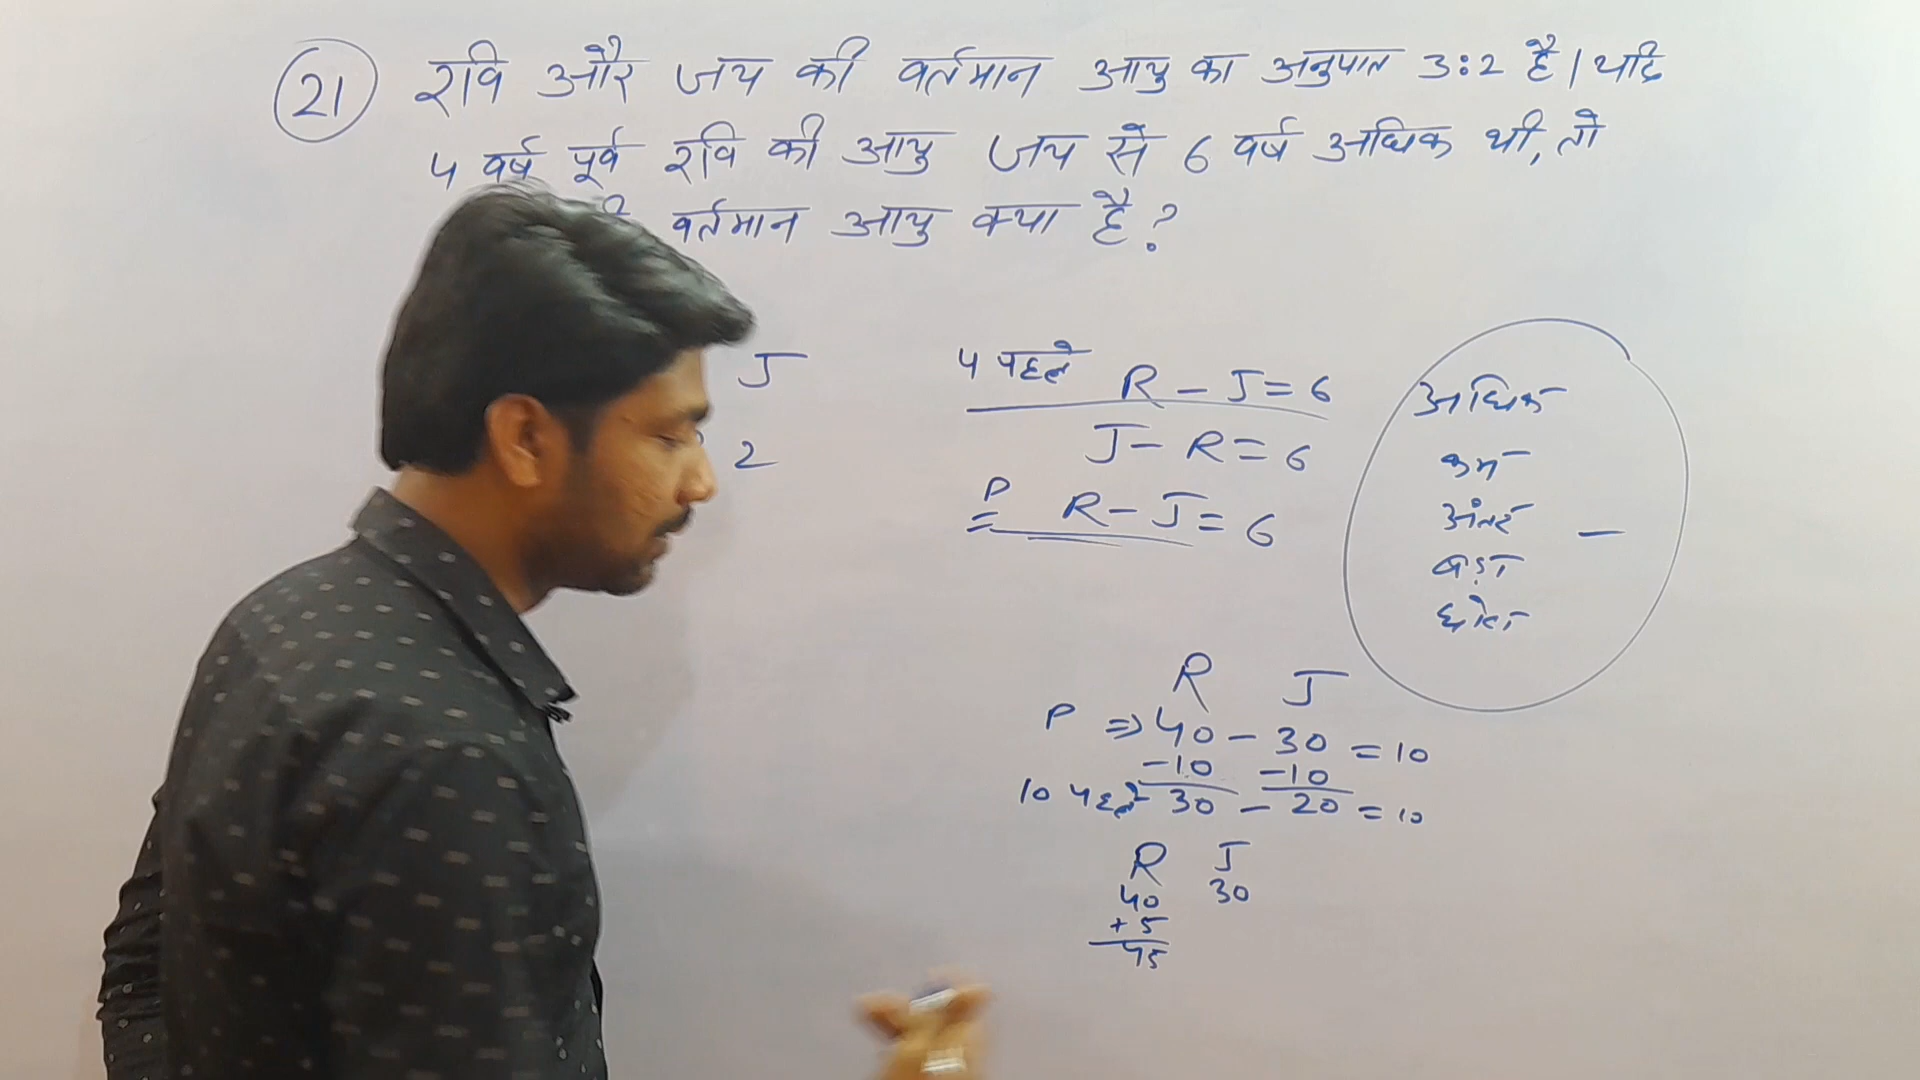 21 रवि और जय की वर्तमान आयु का अनुपात 3:2 है। यदि
4 वर्ष पूर्व रवि की आयु जय से 6 वर्ष अधिक थी, तो
वर्तमान आयु क्या है?
J
2
4 पहले R - J = 6
J - R = 6
P R - J = 6
अधिक
कम
अंतर -
बड़ा
छोटा
R J
P ⇒ 40 - 30 = 10
-10 -10
10 पहले 30 - 20 = 10
R J
40 30
+5
45